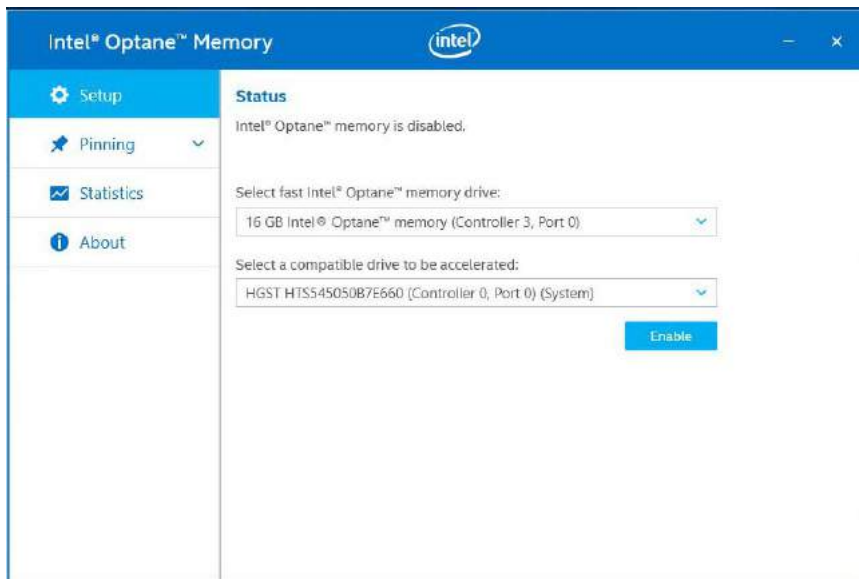 Intel® Optane™ Memory
intel
Setup
Pinning
Statistics
About
Status
Intel® Optane™ memory is disabled.
Select fast Intel® Optane™ memory drive:
16 GB Intel® Optane™ memory (Controller 3, Port 0)
Select a compatible drive to be accelerated:
HGST HTS545050B7E660 (Controller 0, Port 0) (System)
Enable